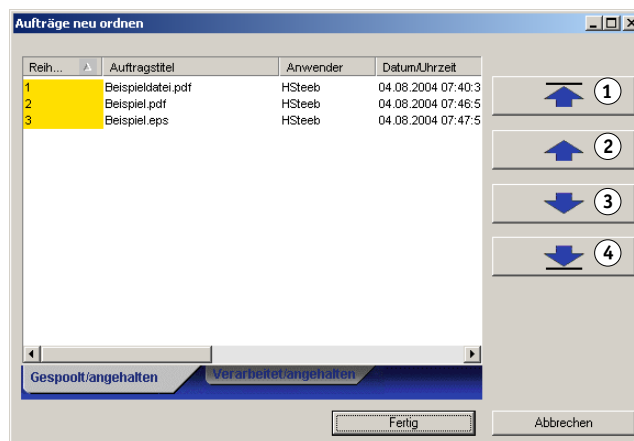 Aufträge neu ordnen
Reih... Auftragstitel Anwender Datum/Uhrzeit
1 Beispieldatei.pdf HSteeb 04.08.2004 07:40:3
2 Beispiel.pdf HSteeb 04.08.2004 07:46:5
3 Beispiel.eps HSteeb 04.08.2004 07:47:5
1
2
3
4
Gespoolt/angehalten Verarbeitet/angehalten
Fertig Abbrechen